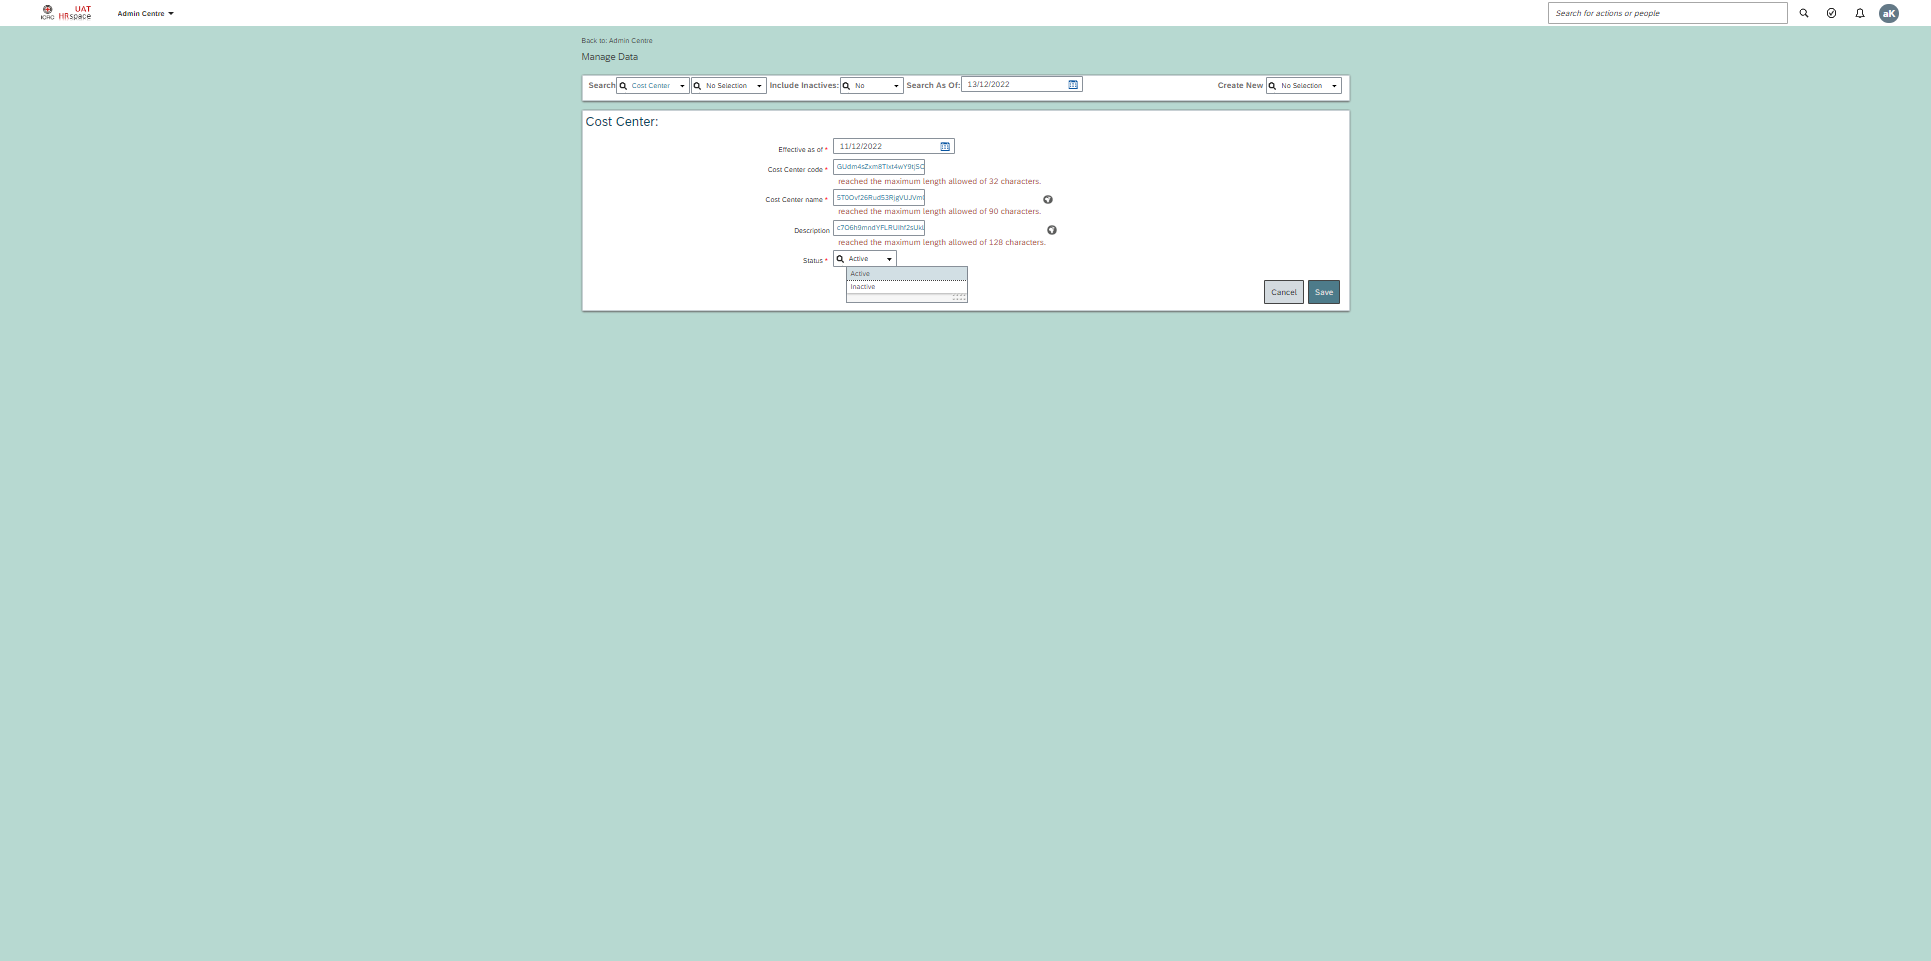 ICRC
UAT
HRspace
Admin Centre
Search for actions or people
aK
Back to: Admin Centre
Manage Data
Search Cost Center No Selection Include Inactives: No Search As Of: 13/12/2022 Create New No Selection
Cost Center:
Effective as of * 11/12/2022
Cost Center code *
reached the maximum length allowed of 32 characters.
Cost Center name *
reached the maximum length allowed of 90 characters.
Description
reached the maximum length allowed of 128 characters.
Status * Active
Active
Inactive
Cancel Save